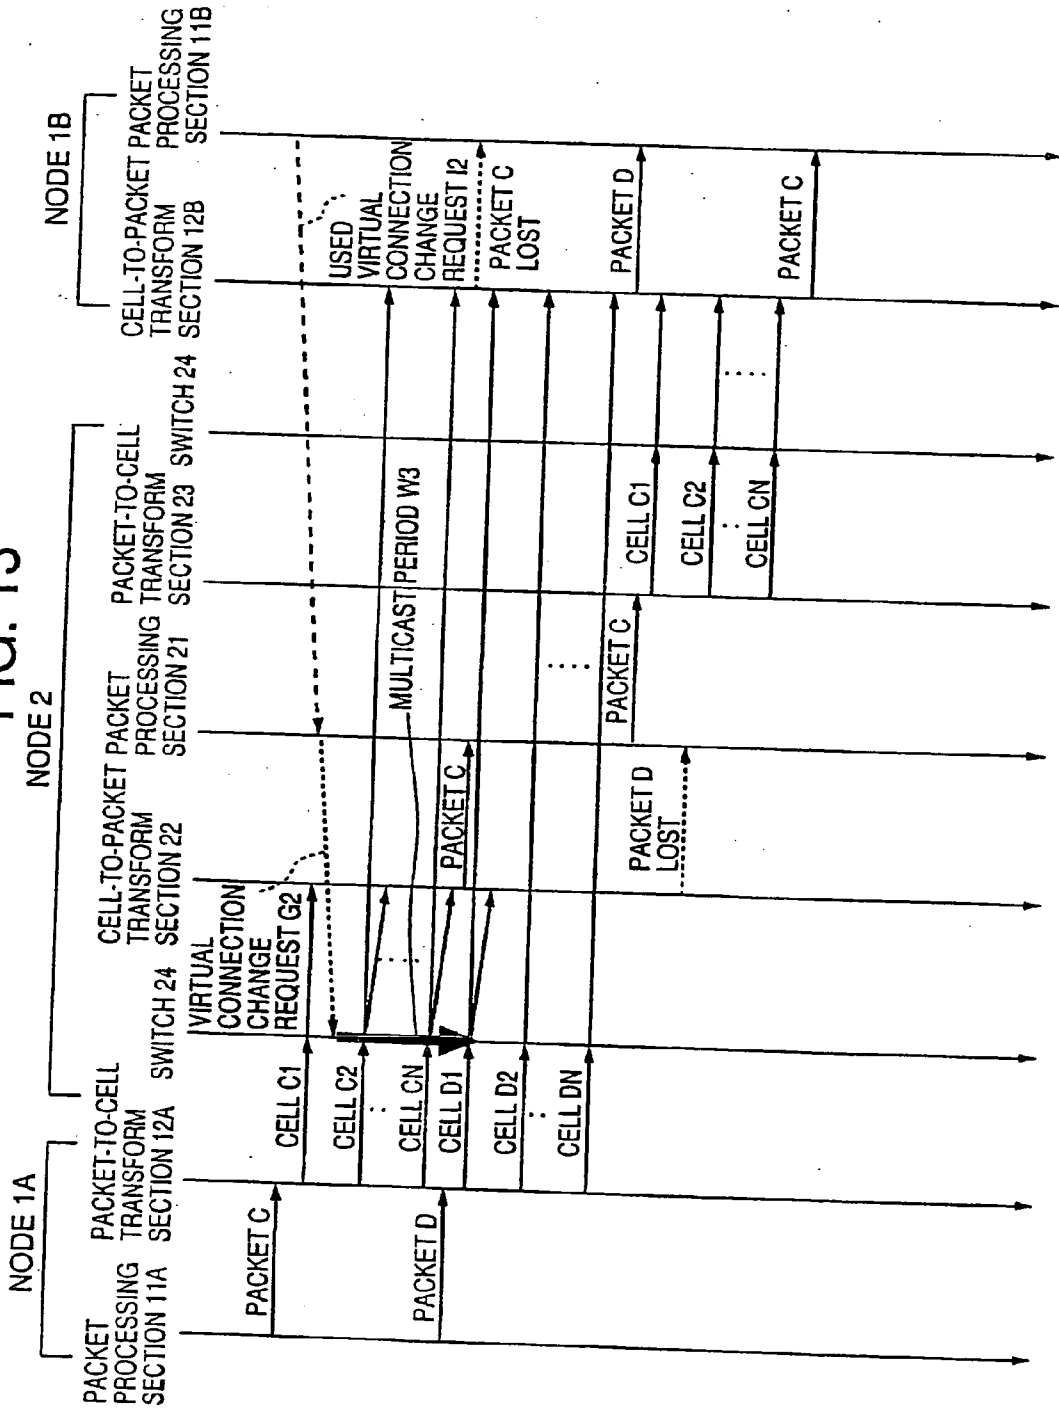 FIG. 13
NODE 1A
NODE 2
NODE 1B
PACKET
PROCESSING
SECTION 11A
PACKET-TO-CELL
TRANSFORM
SECTION 12A
SWITCH 24
CELL-TO-PACKET
TRANSFORM
SECTION 22
PACKET
PROCESSING
SECTION 21
PACKET-TO-CELL
TRANSFORM
SECTION 23
SWITCH 24
CELL-TO-PACKET
TRANSFORM
SECTION 12B
PACKET
PROCESSING
SECTION 11B
VIRTUAL
CONNECTION
CHANGE
REQUEST G2
USED
VIRTUAL
CONNECTION
CHANGE
REQUEST I2
PACKET C
CELL C1
CELL C2
CELL CN
MULTICAST PERIOD W3
PACKET D
CELL D1
CELL D2
CELL DN
PACKET C
PACKET C
LOST
PACKET C
PACKET D
PACKET D
LOST
CELL C1
CELL C2
CELL CN
PACKET C